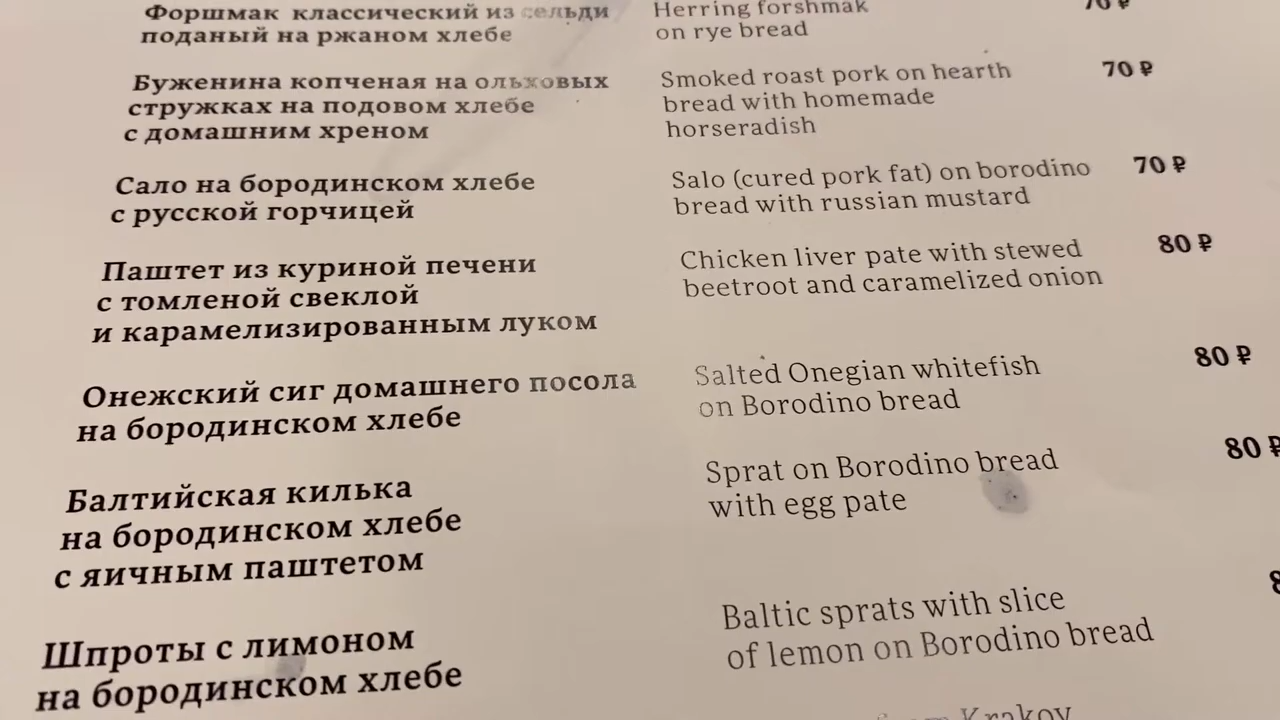 Форшмак классический из сельди
поданый на ржаном хлебе
Herring forshmak
on rye bread
70 ₽
Буженина копченая на ольховых
стружках на подовом хлебе
с домашним хреном
Smoked roast pork on hearth
bread with homemade
horseradish
70 ₽
Сало на бородинском хлебе
с русской горчицей
Salo (cured pork fat) on borodino
bread with russian mustard
70 ₽
Паштет из куриной печени
с томленой свеклой
и карамелизированным луком
Chicken liver pate with stewed
beetroot and caramelized onion
80 ₽
Онежский сиг домашнего посола
на бородинском хлебе
Salted Onegian whitefish
on Borodino bread
80 ₽
Балтийская килька
на бородинском хлебе
с яичным паштетом
Sprat on Borodino bread
with egg pate
80 ₽
Шпроты с лимоном
на бородинском хлебе
Baltic sprats with slice
of lemon on Borodino bread
from Krakov